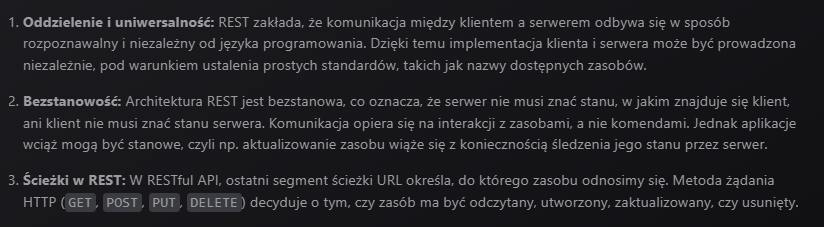 1. Oddzielenie i uniwersalność: REST zakłada, że komunikacja między klientem a serwerem odbywa się w sposób
rozpoznawalny i niezależny od języka programowania. Dzięki temu implementacja klienta i serwera może być prowadzona
niezależnie, pod warunkiem ustalenia prostych standardów, takich jak nazwy dostępnych zasobów.
2. Bezstanowość: Architektura REST jest bezstanowa, co oznacza, że serwer nie musi znać stanu, w jakim znajduje się klient,
ani klient nie musi znać stanu serwera. Komunikacja opiera się na interakcji z zasobami, a nie komendami. Jednak aplikacje
wciąż mogą być stanowe, czyli np. aktualizowanie zasobu wiąże się z koniecznością śledzenia jego stanu przez serwer.
3. Ścieżki w REST: W RESTful API, ostatni segment ścieżki URL określa, do którego zasobu odnosimy się. Metoda żądania
HTTP (GET, POST, PUT, DELETE) decyduje o tym, czy zasób ma być odczytany, utworzony, zaktualizowany, czy usunięty.